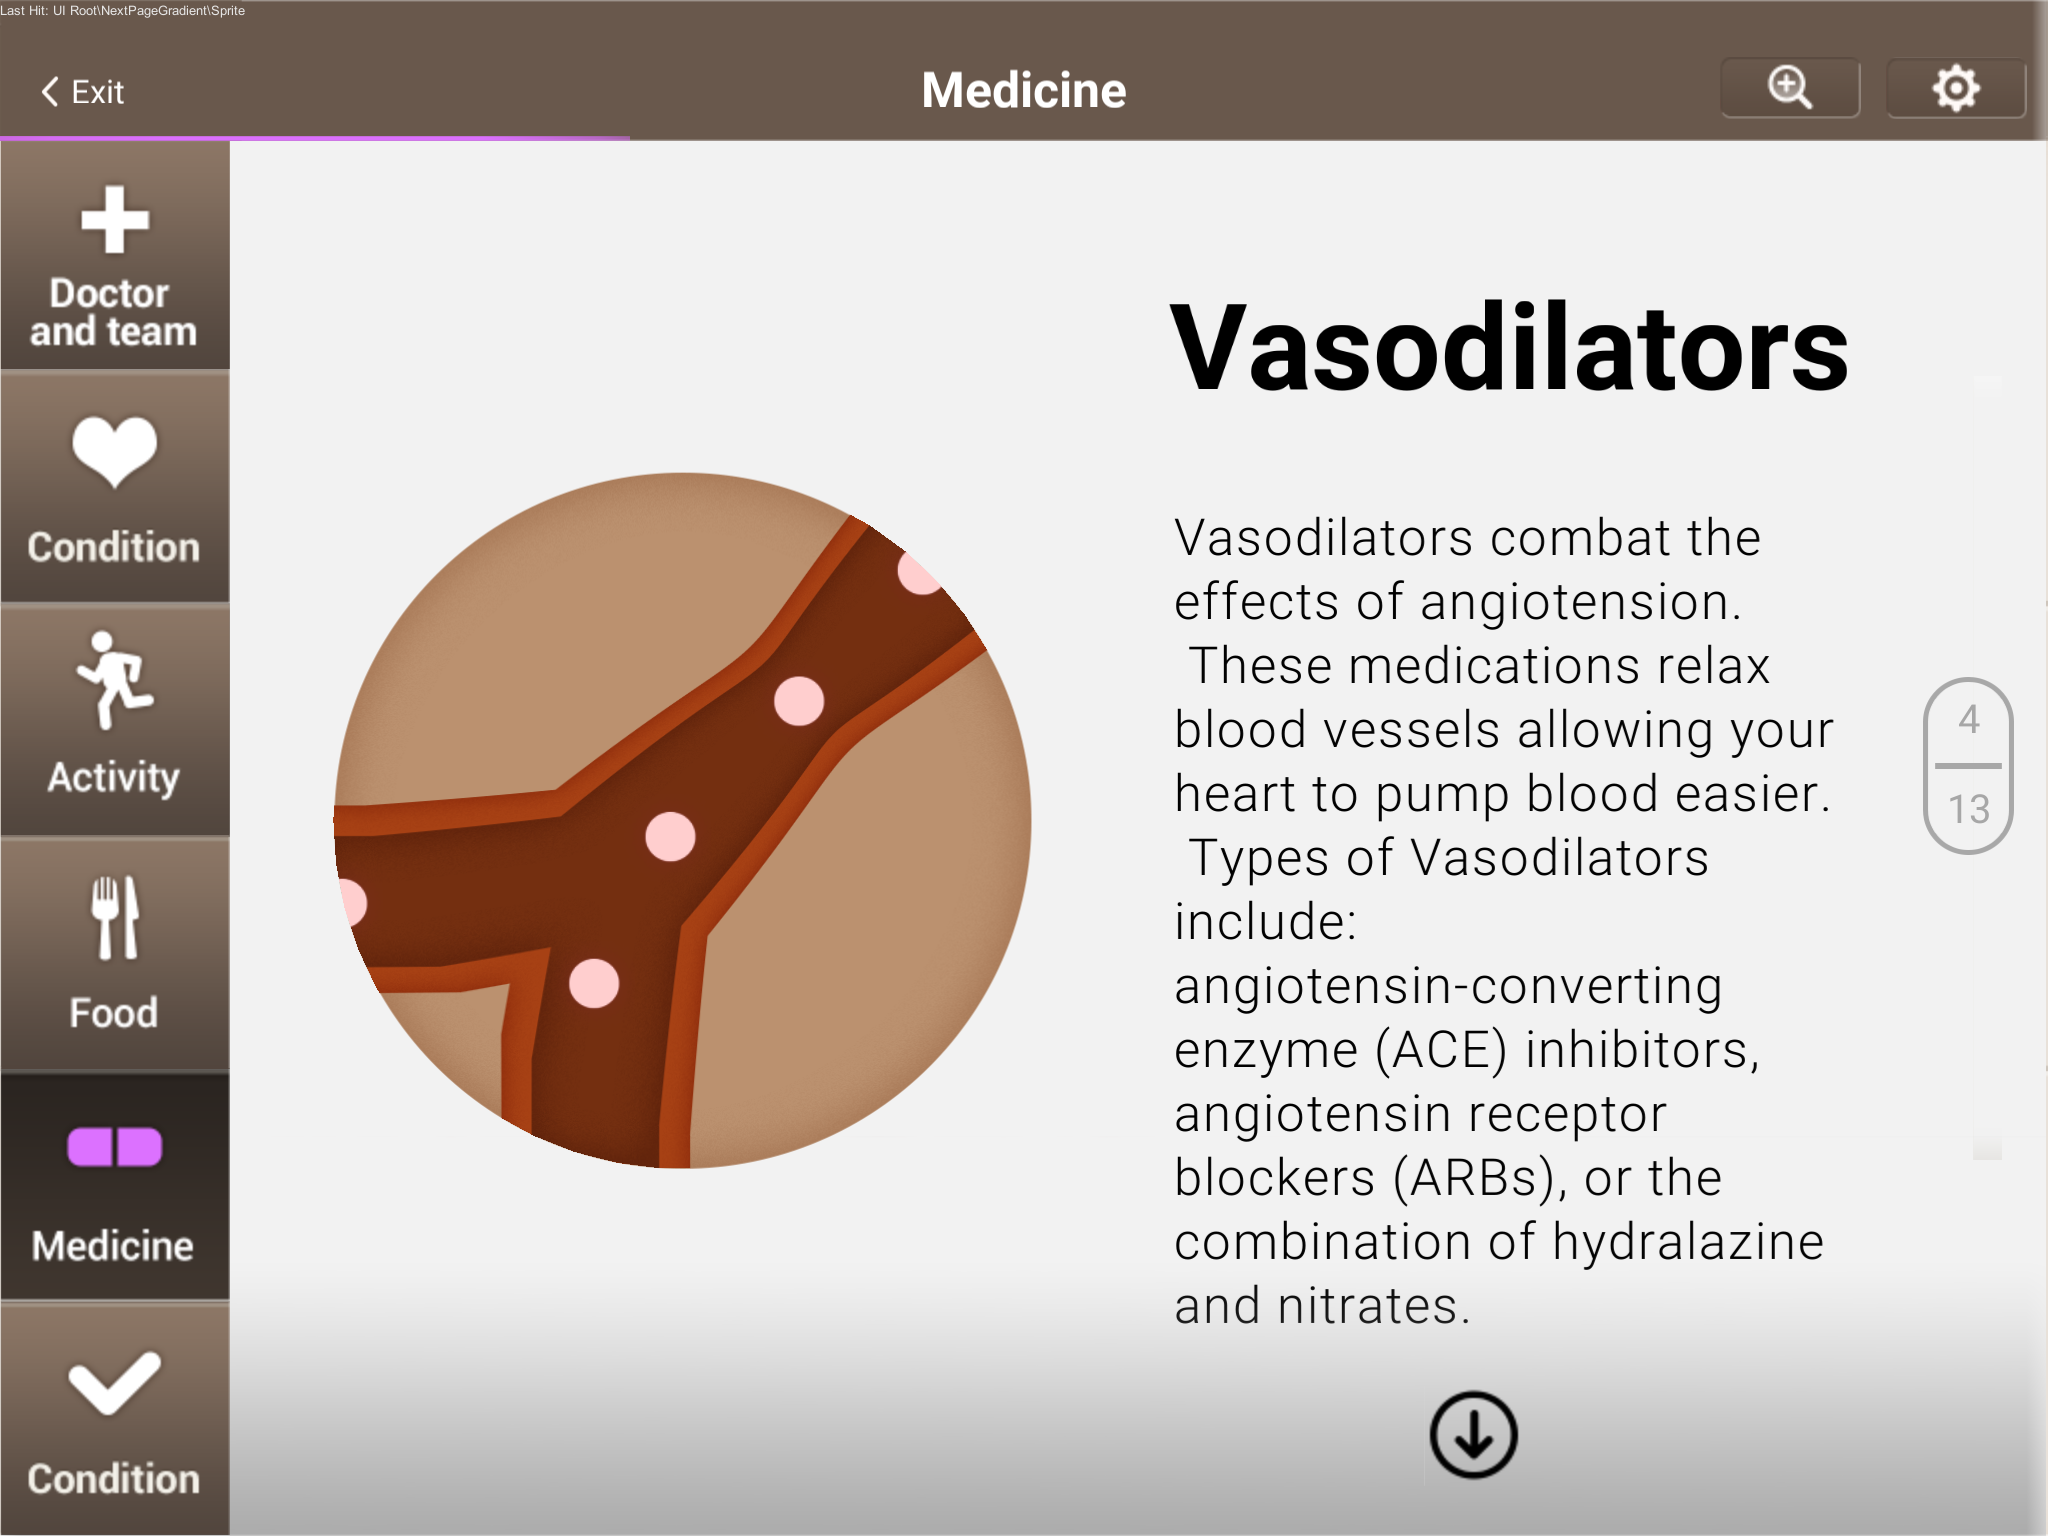 Last Hit: UI Root\NextPageGradient\Sprite
Exit
Medicine
Doctor
and team
Condition
Activity
Food
Medicine
Condition
Vasodilators
Vasodilators combat the
effects of angiotension.
These medications relax
blood vessels allowing your
heart to pump blood easier.
Types of Vasodilators
include:
angiotensin-converting
enzyme (ACE) inhibitors,
angiotensin receptor
blockers (ARBs), or the
combination of hydralazine
and nitrates.
4
13